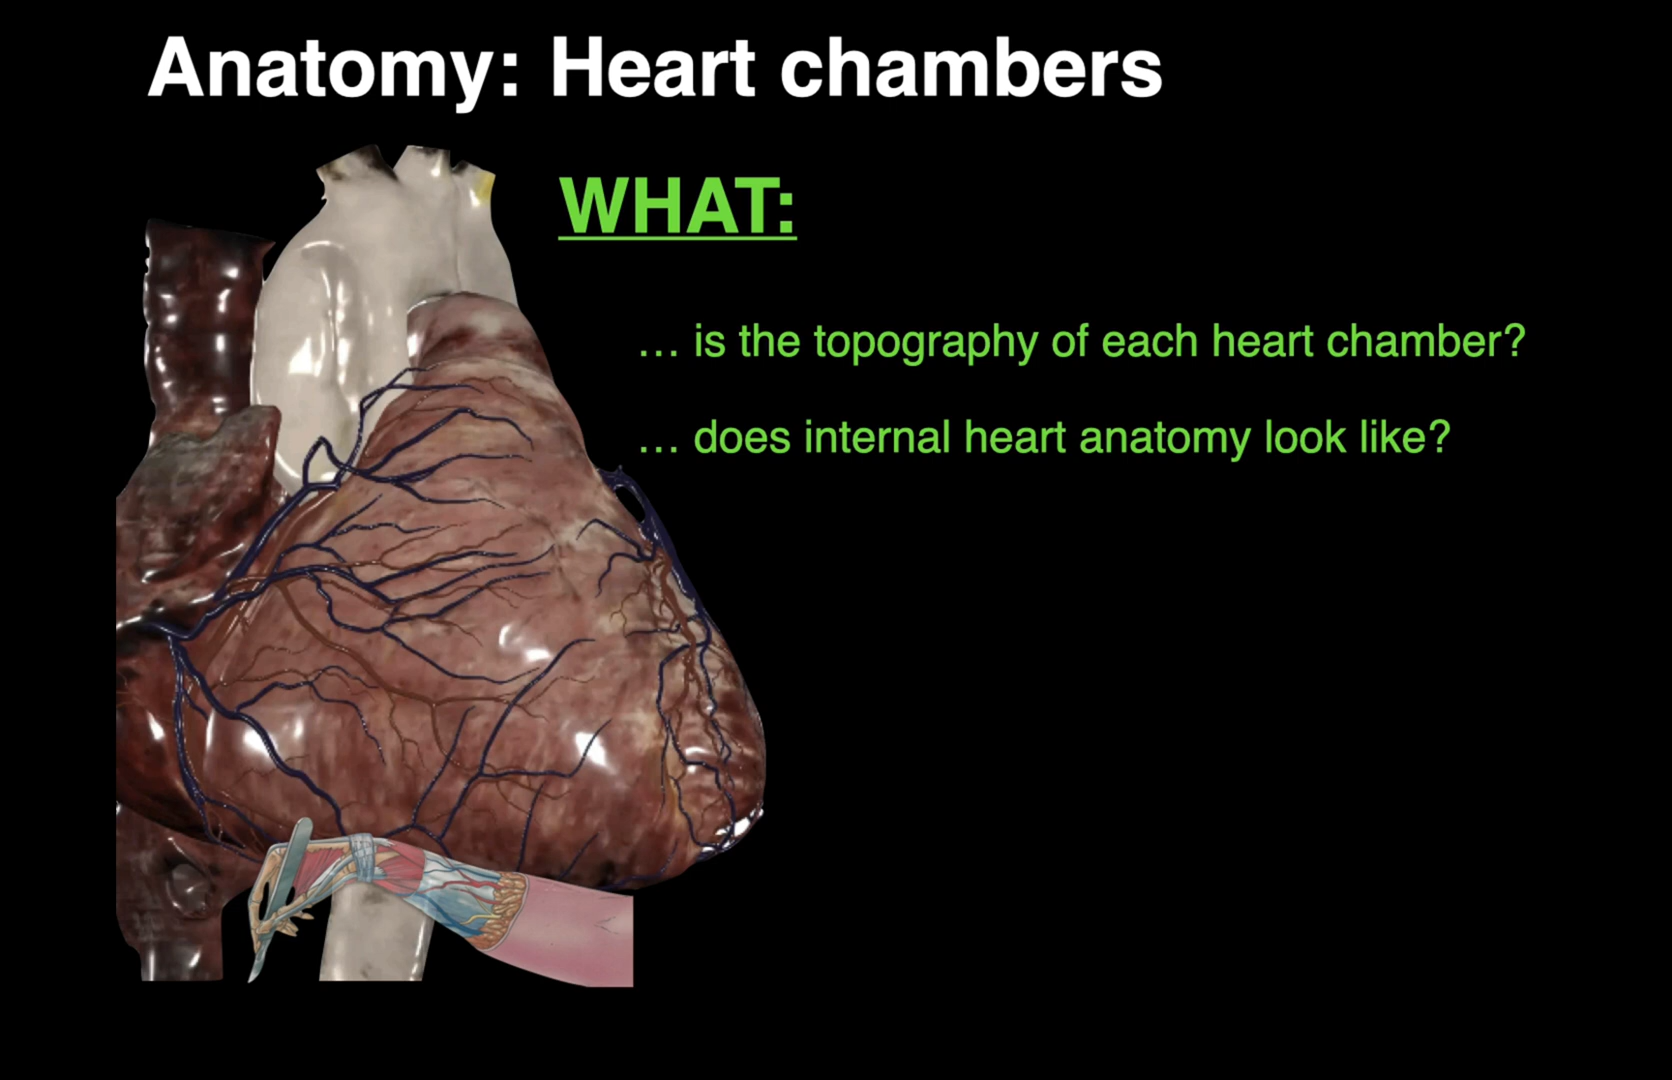 Anatomy: Heart chambers
WHAT:
… is the topography of each heart chamber?
… does internal heart anatomy look like?